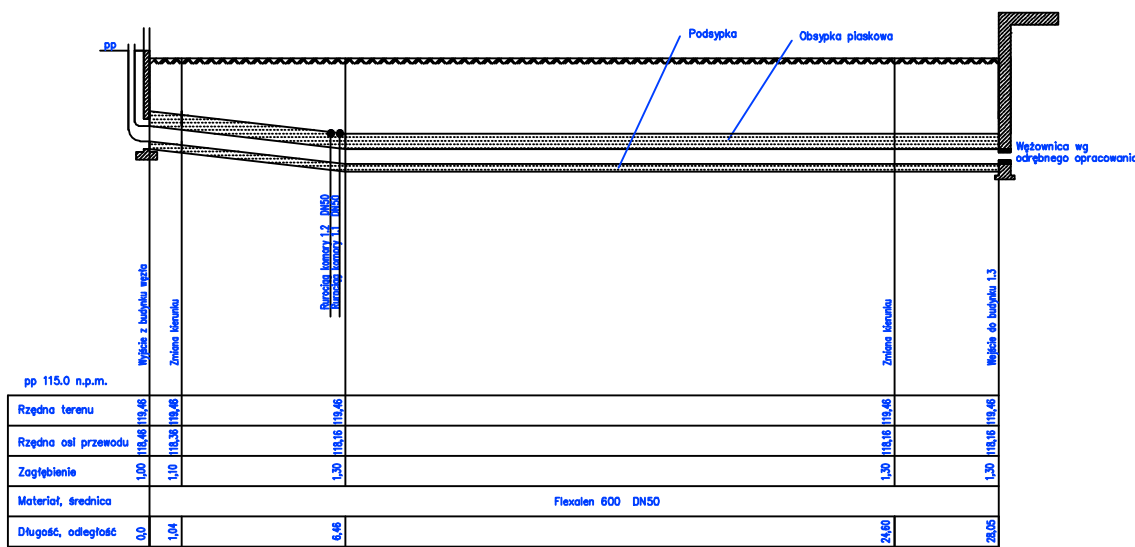 pp
Podsypka
Obsypka piaskowa
Wężownica wg
odrębnego opracowania
Rurociąg komory 1.2 DN50
Rurociąg komory 1.1 DN50
Wyjście z budynku węzła
Zmiana kierunku
Zmiana kierunku
Wejście do budynku 1.3
pp 115.0 n.p.m.
Rzędna terenu 119,46 119,46 119,46 119,46 119,46
Rzędna osi przewodu 118,46 118,36 118,16 118,16 118,16
Zagłębienie 1,00 1,10 1,30 1,30 1,30
Materiał, średnica Flexalen 600 DN50
Długość, odległość 0,0 1,04 6,46 24,60 28,05